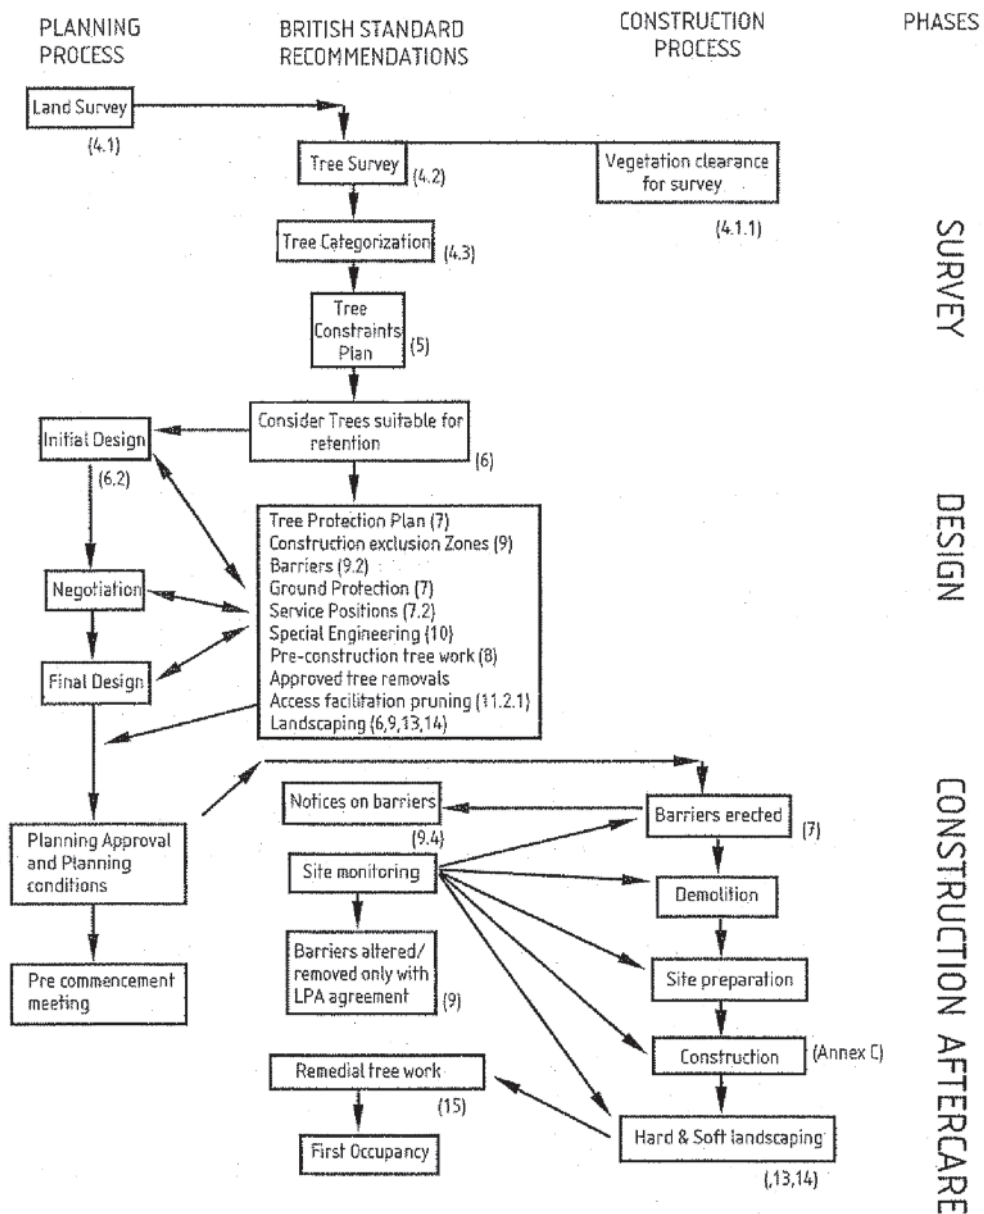 PLANNING
PROCESS
BRITISH STANDARD
RECOMMENDATIONS
CONSTRUCTION
PROCESS
PHASES
Land Survey
(4.1)
Tree Survey
(4.2)
Vegetation clearance
for survey
(4.1.1)
Tree Categorization
(4.3)
Tree
Constraints
Plan
(5)
SURVEY
Consider Trees suitable for
retention
(6)
Initial Design
(6.2)
Tree Protection Plan (7)
Construction exclusion Zones (9)
Barriers (9.2)
Ground Protection (7)
Service Positions (7.2)
Special Engineering (10)
Pre-construction tree work (8)
Approved tree removals
Access facilitation pruning (11.2.1)
Landscaping (6,9,13,14)
Negotiation
Final Design
DESIGN
Notices on barriers
(9.4)
Barriers erected
(7)
Planning Approval
and Planning
conditions
Site monitoring
Demolition
Barriers altered/
removed only with
LPA agreement
(9)
Pre commencement
meeting
Site preparation
Construction
(Annex C)
Remedial tree work
(15)
Hard & Soft landscaping
(,13,14)
First Occupancy
CONSTRUCTION AFTERCARE